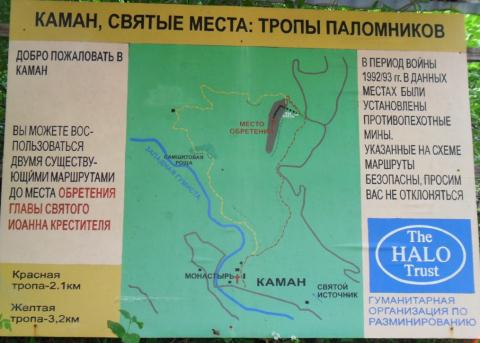 КАМАН, СВЯТЫЕ МЕСТА: ТРОПЫ ПАЛОМНИКОВ
ДОБРО ПОЖАЛОВАТЬ В
КАМАН
ВЫ МОЖЕТЕ ВОС-
ПОЛЬЗОВАТЬСЯ
ДВУМЯ СУЩЕСТВУ-
ЮЩИМИ МАРШРУТАМИ
ДО МЕСТА ОБРЕТЕНИЯ
ГЛАВЫ СВЯТОГО
ИОАННА КРЕСТИТЕЛЯ
Красная
тропа-2.1км
Желтая
тропа-3,2км
МЕСТО
ОБРЕТЕНИЯ
САМШИТОВАЯ
РОЩА
ЗАПАДНАЯ ГУМИСТА
МОНАСТЫРЬ
КАМАН
СВЯТОЙ
ИСТОЧНИК
В ПЕРИОД ВОЙНЫ
1992/93 гг. В ДАННЫХ
МЕСТАХ БЫЛИ
УСТАНОВЛЕНЫ
ПРОТИВОПЕХОТНЫЕ
МИНЫ.
УКАЗАННЫЕ НА СХЕМЕ
МАРШРУТЫ
БЕЗОПАСНЫ, ПРОСИМ
ВАС НЕ ОТКЛОНЯТЬСЯ
The
HALO
Trust
ГУМАНИТАРНАЯ
ОРГАНИЗАЦИЯ ПО
РАЗМИНИРОВАНИЮ